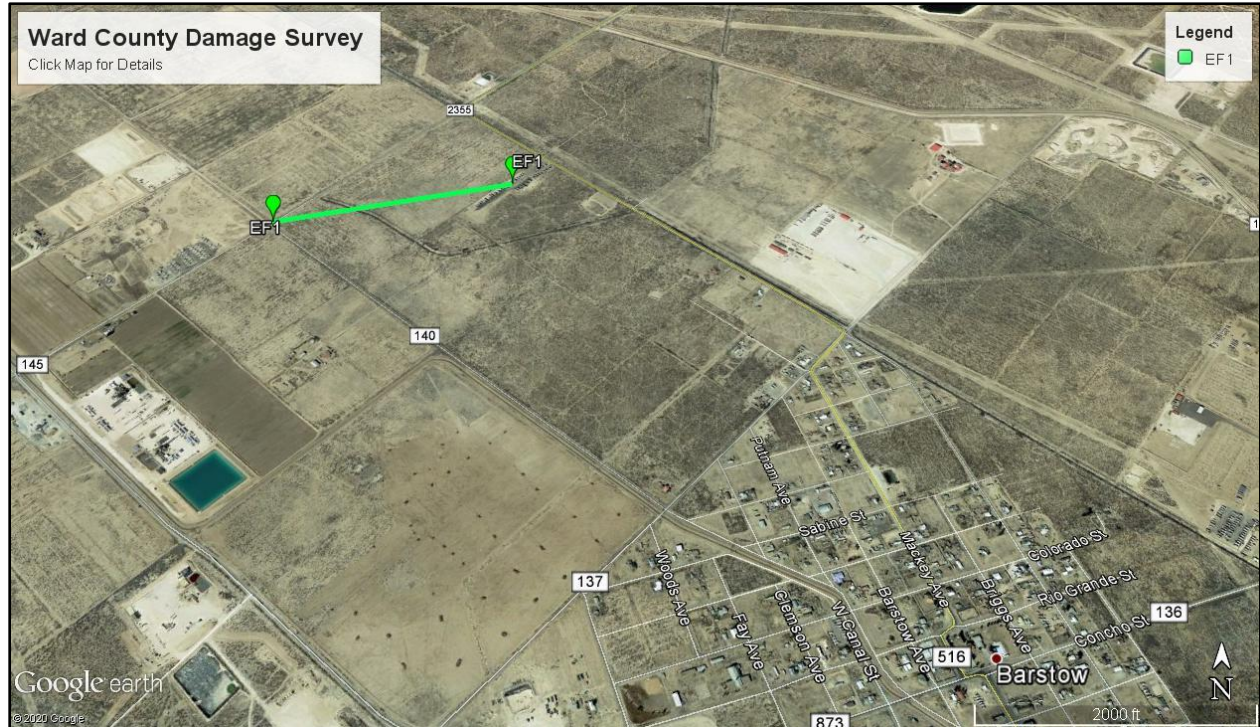 Ward County Damage Survey
Click Map for Details
Legend
EF1
2355
EF1
EF1
140
145
Putnam Ave
Sabine St
Mackey Ave
Colorado St
137
Woods Ave
Fay Ave
Clemson Ave
W Canal St
Barstow Ave
Briggs Ave
Rio Grande St
136
Concho St
516
Barstow
873
Google earth
© 2020 Google
N
2000 ft